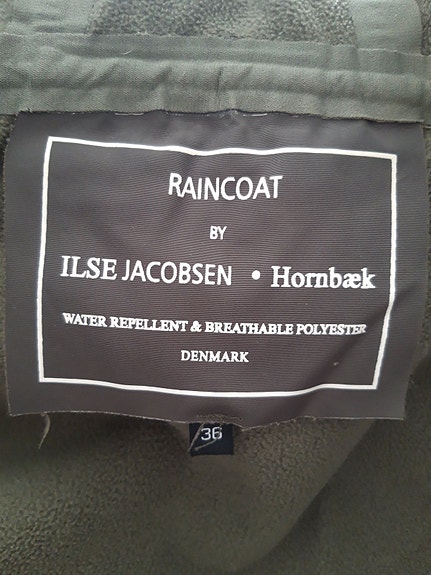 RAINCOAT
BY
ILSE JACOBSEN • Hornbæk
WATER REPELLENT & BREATHABLE POLYESTER
DENMARK
36